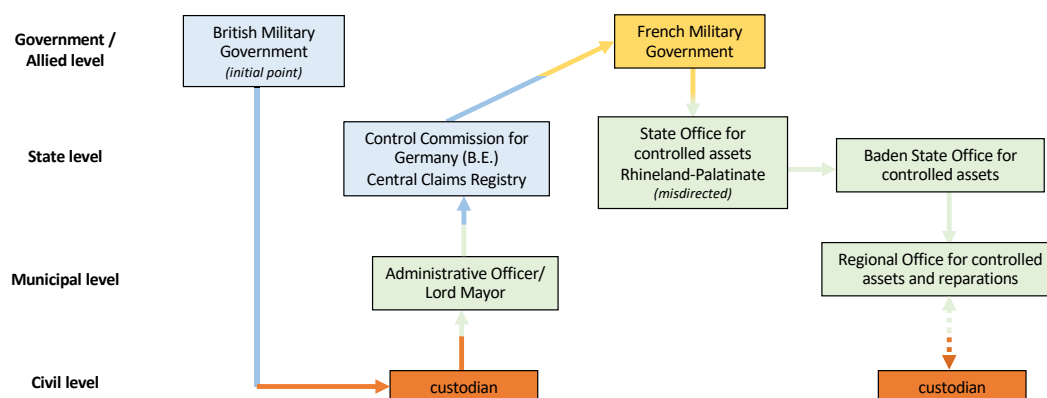 Government /
Allied level
British Military
Government
(initial point)
French Military
Government
State level
Control Commission for
Germany (B.E.)
Central Claims Registry
State Office for
controlled assets
Rhineland-Palatinate
(misdirected)
Baden State Office for
controlled assets
Municipal level
Administrative Officer/
Lord Mayor
Regional Office for controlled
assets and reparations
Civil level
custodian
custodian